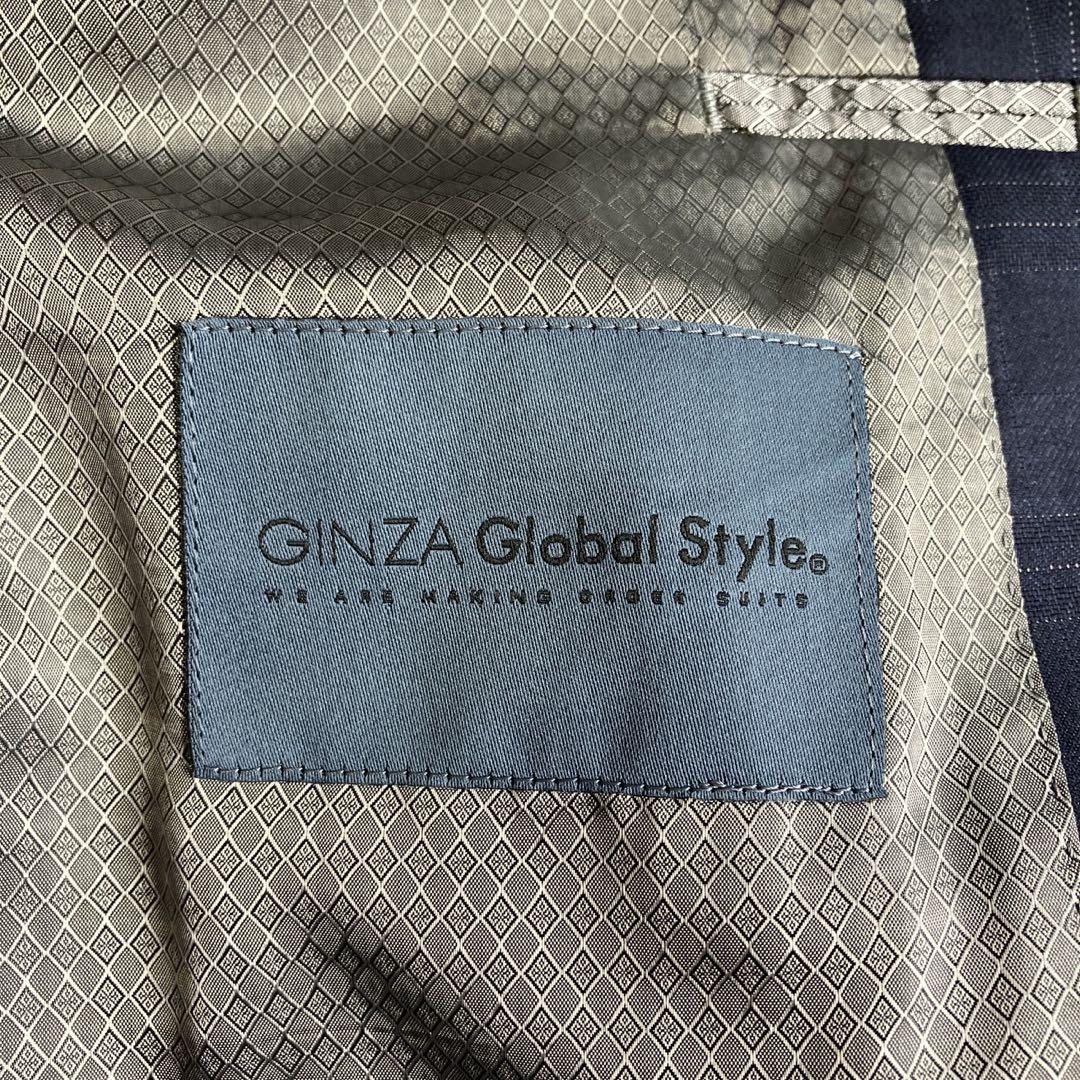 GINZA Global Style®
WE ARE MAKING ORDER SUITS